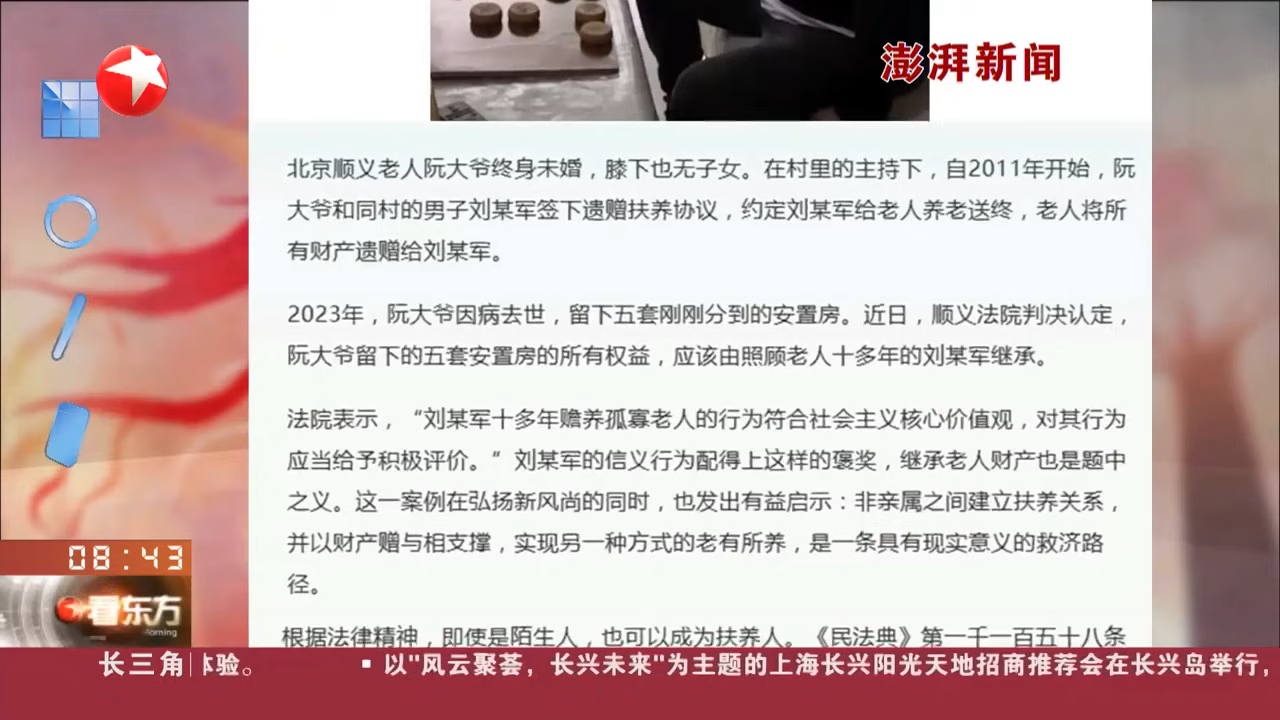 澎湃新闻
北京顺义老人阮大爷终身未婚，膝下也无子女。在村里的主持下，自2011年开始，阮
大爷和同村的男子刘某军签下遗赠扶养协议，约定刘某军给老人养老送终，老人将所
有财产遗赠给刘某军。
2023年，阮大爷因病去世，留下五套刚刚分到的安置房。近日，顺义法院判决认定，
阮大爷留下的五套安置房的所有权益，应该由照顾老人十多年的刘某军继承。
法院表示，“刘某军十多年赡养孤寡老人的行为符合社会主义核心价值观，对其行为
应当给予积极评价。“刘某军的信义行为配得上这样的褒奖，继承老人财产也是题中
之义。这一案例在弘扬新风尚的同时，也发出有益启示：非亲属之间建立扶养关系，
并以财产赠与相支撑，实现另一种方式的老有所养，是一条具有现实意义的救济路
径。
根据法律精神，即使是陌生人，也可以成为扶养人。《民法典》第一千一百五十八条
08:43
看东方
Morning
长三角 体验。 ▪ 以"风云聚荟，长兴未来"为主题的上海长兴阳光天地招商推荐会在长兴岛举行，